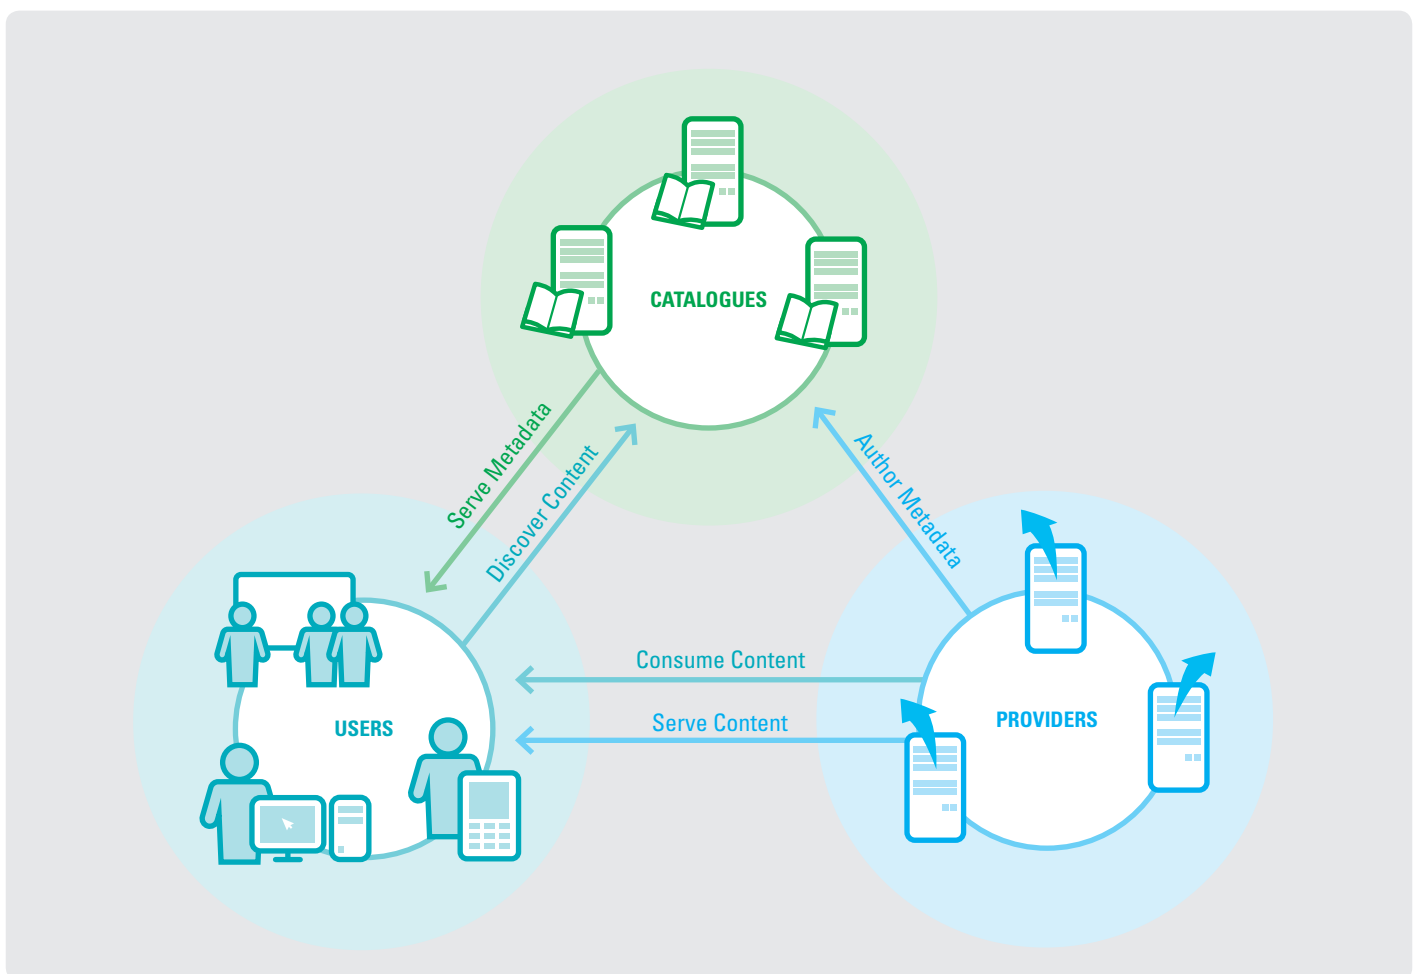 CATALOGUES
Serve Metadata
Discover Content
Author Metadata
Consume Content
Serve Content
USERS
PROVIDERS